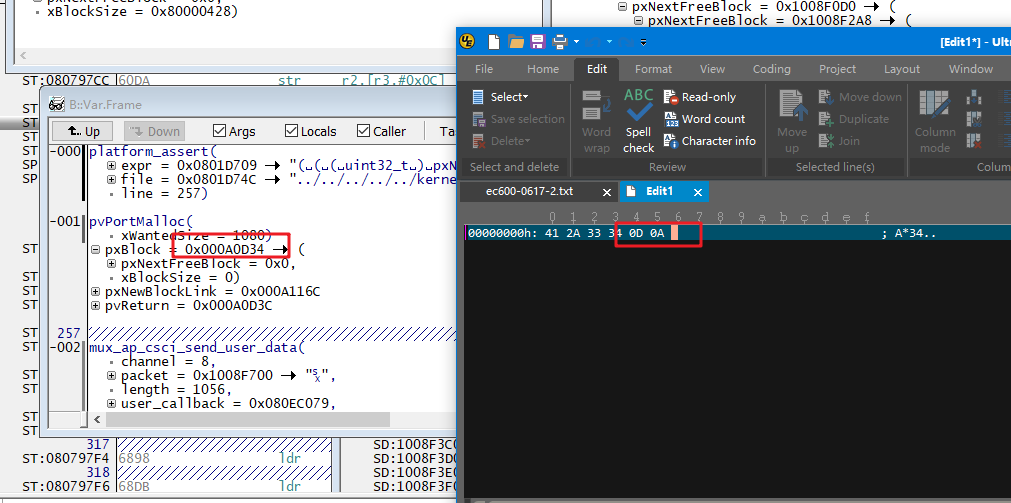 xBlockSize = 0x80000428)
pxNextFreeBlock = 0x1008F0D0 → (
pxNextFreeBlock = 0x1008F2A8 → (
ST:080797CC 60DA str r2,[r3,#0x0C]
B::Var.Frame
Up Down Args Locals Caller
-000 platform_assert(
expr = 0x0801D709 → "(␣(␣(␣uint32_t␣)␣pxN
file = 0x0801D74C → "../../../../../kerne
line = 257)
-001 pvPortMalloc(
xWantedSize = 1080)
pxBlock = 0x000A0D34 → (
pxNextFreeBlock = 0x0,
xBlockSize = 0)
pxNewBlockLink = 0x000A116C
pvReturn = 0x000A0D3C
257
-002 mux_ap_csci_send_user_data(
channel = 8,
packet = 0x1008F700 →
length = 1056,
user_callback = 0x080EC079,
317
ST:080797F4 6898 ldr
318
ST:080797F6 68DB ldr
SD:1008F3C0
SD:1008F3D0
SD:1008F3E0
SD:1008F3F0
[Edit1*] - Ultr
File Home Edit Format View Coding Project Layout Window
Select
Save selection
Delete
Select and delete
Word wrap
ABC
Spell check
Read-only
Word count
Character info
Review
Move up
Move down
Duplicate
Join
Selected line(s)
Column mode
Colum
ec600-0617-2.txt × Edit1 ×
0 1 2 3 4 5 6 7 8 9 a b c d e f
00000000h: 41 2A 33 34 0D 0A ; A*34..